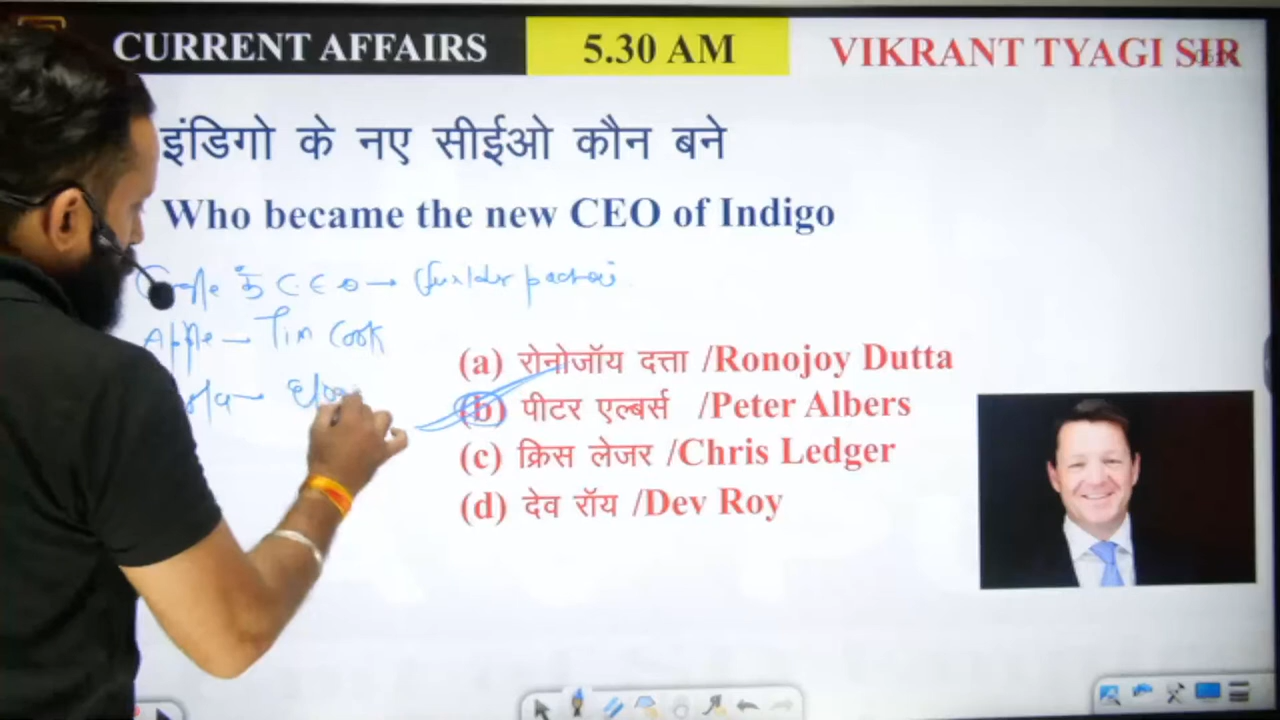 CURRENT AFFAIRS 5.30 AM VIKRANT TYAGI SIR
इंडिगो के नए सीईओ कौन बने
Who became the new CEO of Indigo
के C.E.O →
Apple - Tim Cook
(a) रोनोजॉय दत्ता /Ronojoy Dutta
(b) पीटर एल्बर्स /Peter Albers
(c) क्रिस लेजर /Chris Ledger
(d) देव रॉय /Dev Roy